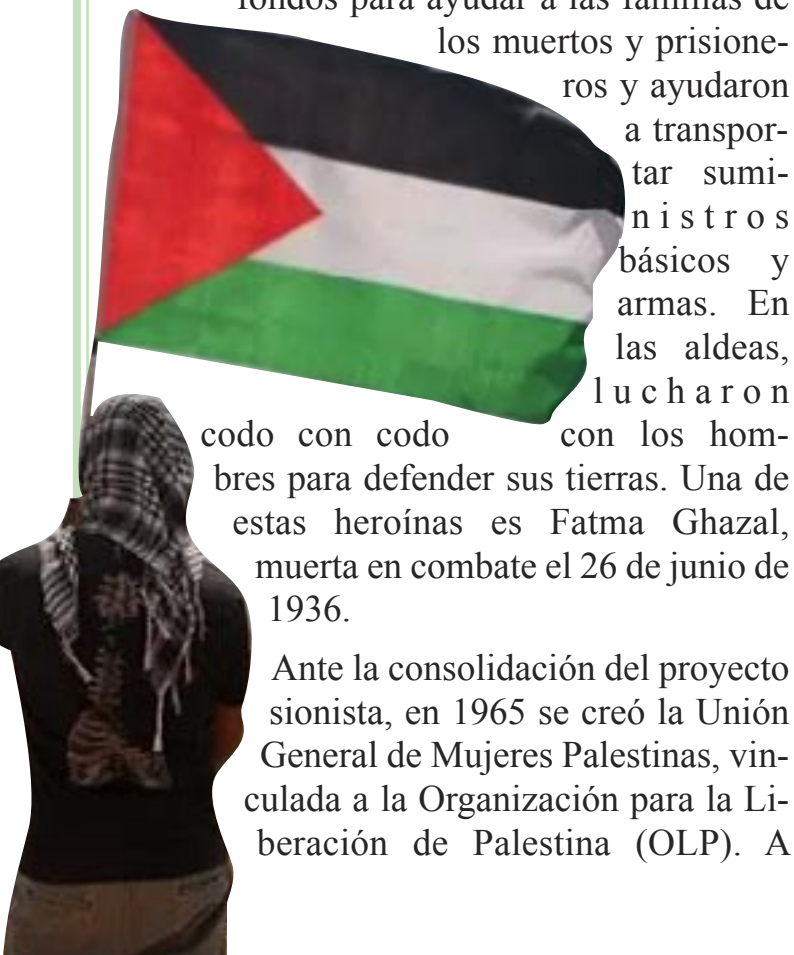 fondos para ayudar a las familias de
los muertos y prisione-
ros y ayudaron
a transpor-
tar sumi-
nistros
básicos y
armas. En
las aldeas,
lucharon
codo con codo con los hom-
bres para defender sus tierras. Una de
estas heroínas es Fatma Ghazal,
muerta en combate el 26 de junio de
1936.
Ante la consolidación del proyecto
sionista, en 1965 se creó la Unión
General de Mujeres Palestinas, vin-
culada a la Organización para la Li-
beración de Palestina (OLP). A